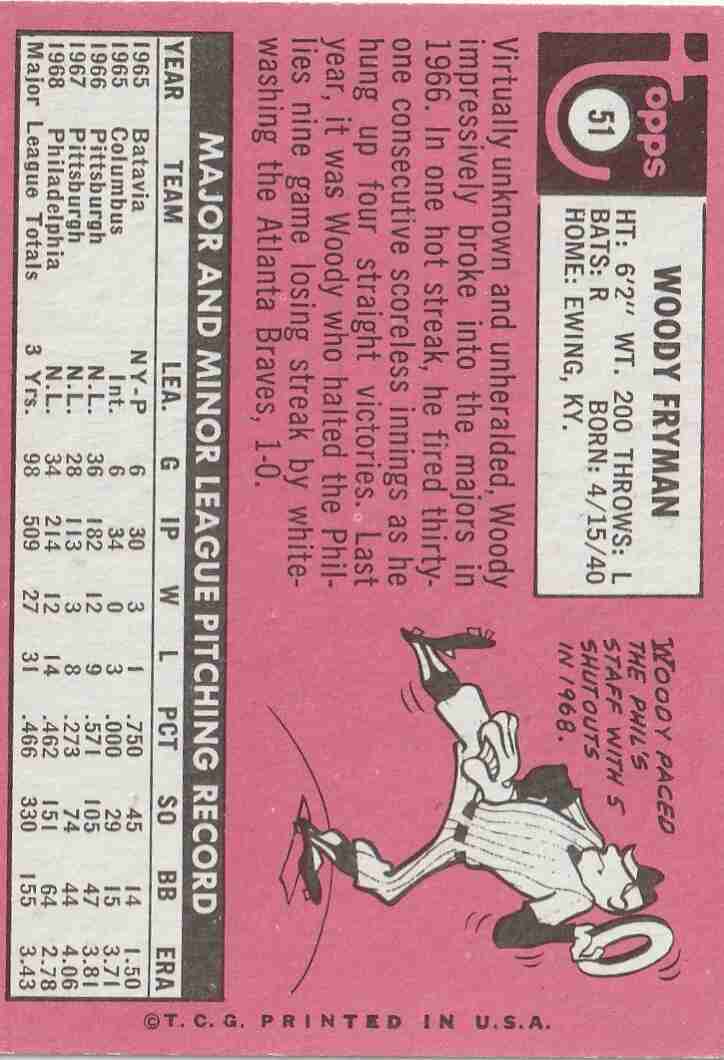 Topps
51
WOODY FRYMAN
HT: 6'2" WT. 200 THROWS: L
BATS: R BORN: 4/15/40
HOME: EWING, KY.
Virtually unknown and unheralded, Woody
impressively broke into the majors in
1966. In one hot streak, he fired thirty-
one consecutive scoreless innings as he
hung up four straight victories. Last
year, it was Woody who halted the Phil-
lies nine game losing streak by white-
washing the Atlanta Braves, 1-0.
WOODY PACED
THE PHIL'S
STAFF WITH 5
SHUTOUTS
IN 1968.
MAJOR AND MINOR LEAGUE PITCHING RECORD
YEAR TEAM LEA. G IP W L PCT SO BB ERA
1965 Batavia NY-P 6 30 3 1 .750 45 14 1.50
1965 Columbus Int. 6 34 0 3 .000 29 15 3.71
1966 Pittsburgh N.L. 36 182 12 9 .571 105 47 3.81
1967 Pittsburgh N.L. 28 113 3 8 .273 74 44 4.06
1968 Philadelphia N.L. 34 214 12 14 .462 151 64 2.78
Major League Totals 3 Yrs. 98 509 27 31 .466 330 155 3.43
©T.C.G. PRINTED IN U.S.A.